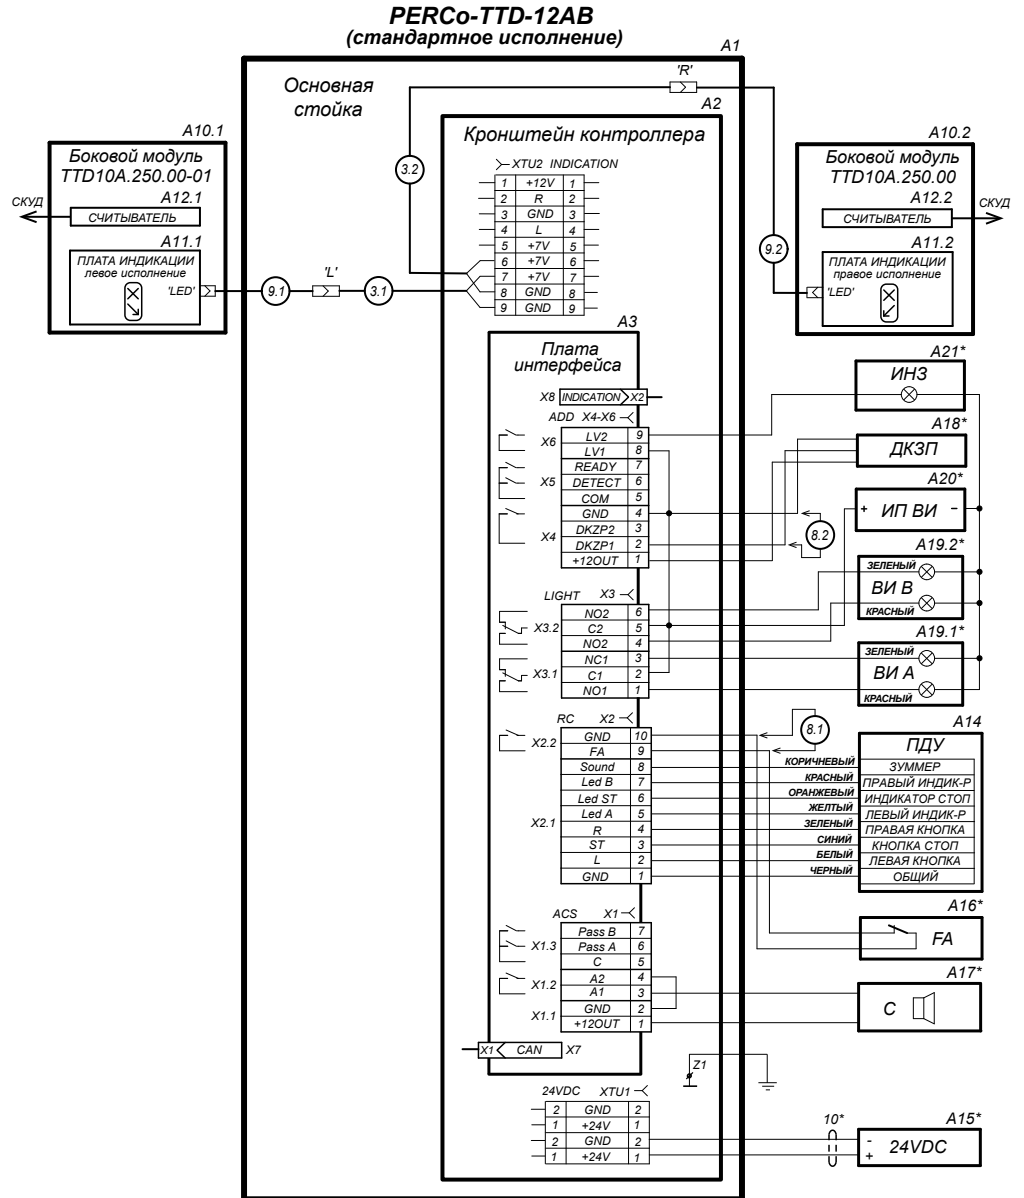 PERCo-TTD-12AB
(стандартное исполнение)
A1
Основная
стойка
'R'
A2
Кронштейн контроллера
A10.1
Боковой модуль
TTD10A.250.00-01
A12.1
СКУД
СЧИТЫВАТЕЛЬ
A11.1
ПЛАТА ИНДИКАЦИИ
левое исполнение
'LED'
9.1
'L'
3.1
3.2
XTU2 INDICATION
1 +12V 1
2 R 2
3 GND 3
4 L 4
5 +7V 5
6 +7V 6
7 +7V 7
8 GND 8
9 GND 9
9.2
A10.2
Боковой модуль
TTD10A.250.00
A12.2
СКУД
СЧИТЫВАТЕЛЬ
A11.2
ПЛАТА ИНДИКАЦИИ
правое исполнение
'LED'
A3
Плата
интерфейса
X8 INDICATION X2
ADD X4-X6
X6
LV2 9
LV1 8
X5
READY 7
DETECT 6
COM 5
X4
GND 4
DKZP2 3
DKZP1 2
+12OUT 1
8.2
LIGHT X3
X3.2
NO2 6
C2 5
NO2 4
X3.1
NC1 3
C1 2
NO1 1
RC X2
X2.2
GND 10
FA 9
X2.1
Sound 8
Led B 7
Led ST 6
Led A 5
R 4
ST 3
L 2
GND 1
8.1
ACS X1
X1.3
Pass B 7
Pass A 6
C 5
X1.2
A2 4
A1 3
X1.1
GND 2
+12OUT 1
X1 CAN X7
Z1
24VDC XTU1
2 GND 2
1 +24V 1
2 GND 2
1 +24V 1
A21*
ИНЗ
A18*
ДКЗП
A20*
+ ИП ВИ -
A19.2*
ЗЕЛЕНЫЙ
ВИ В
КРАСНЫЙ
A19.1*
ЗЕЛЕНЫЙ
ВИ А
КРАСНЫЙ
A14
ПДУ
КОРИЧНЕВЫЙ ЗУММЕР
КРАСНЫЙ ПРАВЫЙ ИНДИК-Р
ОРАНЖЕВЫЙ ИНДИКАТОР СТОП
ЖЕЛТЫЙ ЛЕВЫЙ ИНДИК-Р
ЗЕЛЕНЫЙ ПРАВАЯ КНОПКА
СИНИЙ КНОПКА СТОП
БЕЛЫЙ ЛЕВАЯ КНОПКА
ЧЕРНЫЙ ОБЩИЙ
A16*
FA
A17*
C
10*
A15*
- 24VDC
+